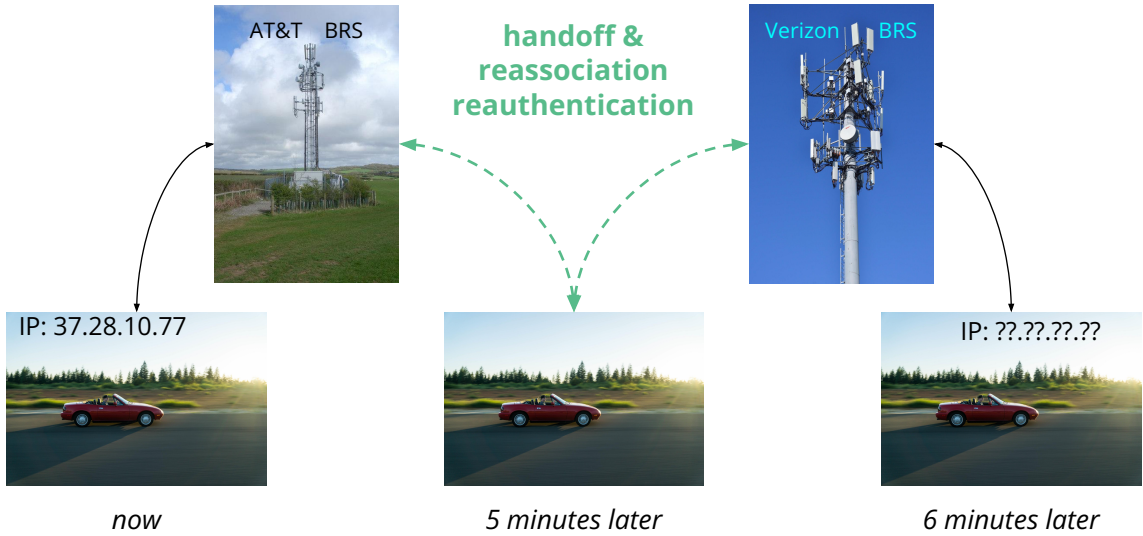 AT&T BRS
handoff &
reassociation
reauthentication
Verizon BRS
IP: 37.28.10.77
IP: ??.??.??.??
now
5 minutes later
6 minutes later